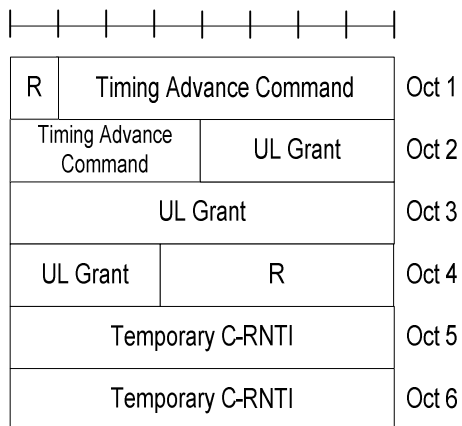 R Timing Advance Command Oct 1
Timing Advance
Command UL Grant Oct 2
UL Grant Oct 3
UL Grant R Oct 4
Temporary C-RNTI Oct 5
Temporary C-RNTI Oct 6